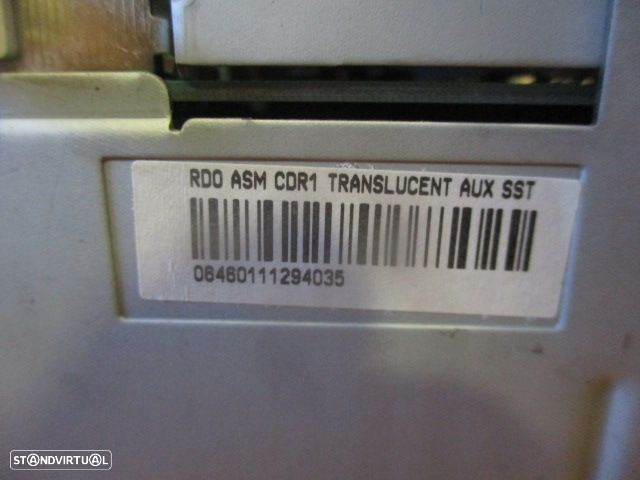 RDO ASM CDR1 TRANSLUCENT AUX SST
06460111294035
STANDVIRTUAL